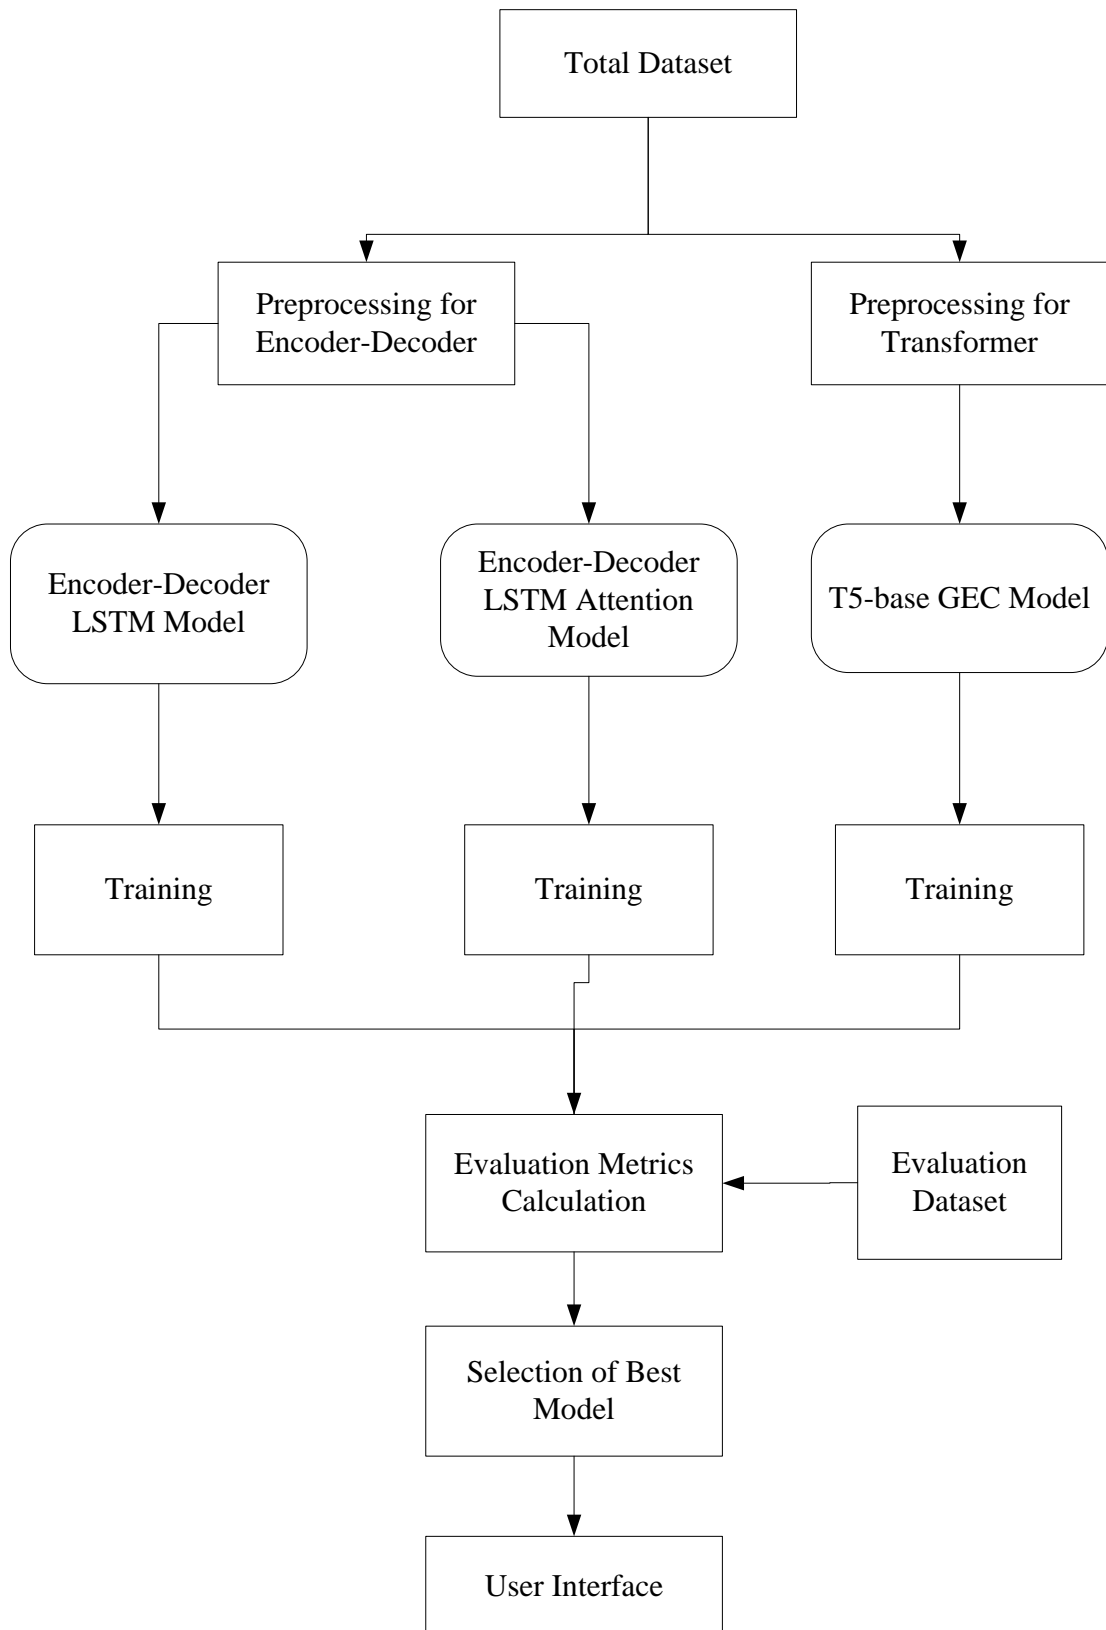 Total Dataset
Preprocessing for
Encoder-Decoder
Preprocessing for
Transformer
Encoder-Decoder
LSTM Model
Encoder-Decoder
LSTM Attention
Model
T5-base GEC Model
Training
Training
Training
Evaluation Metrics
Calculation
Evaluation
Dataset
Selection of Best
Model
User Interface